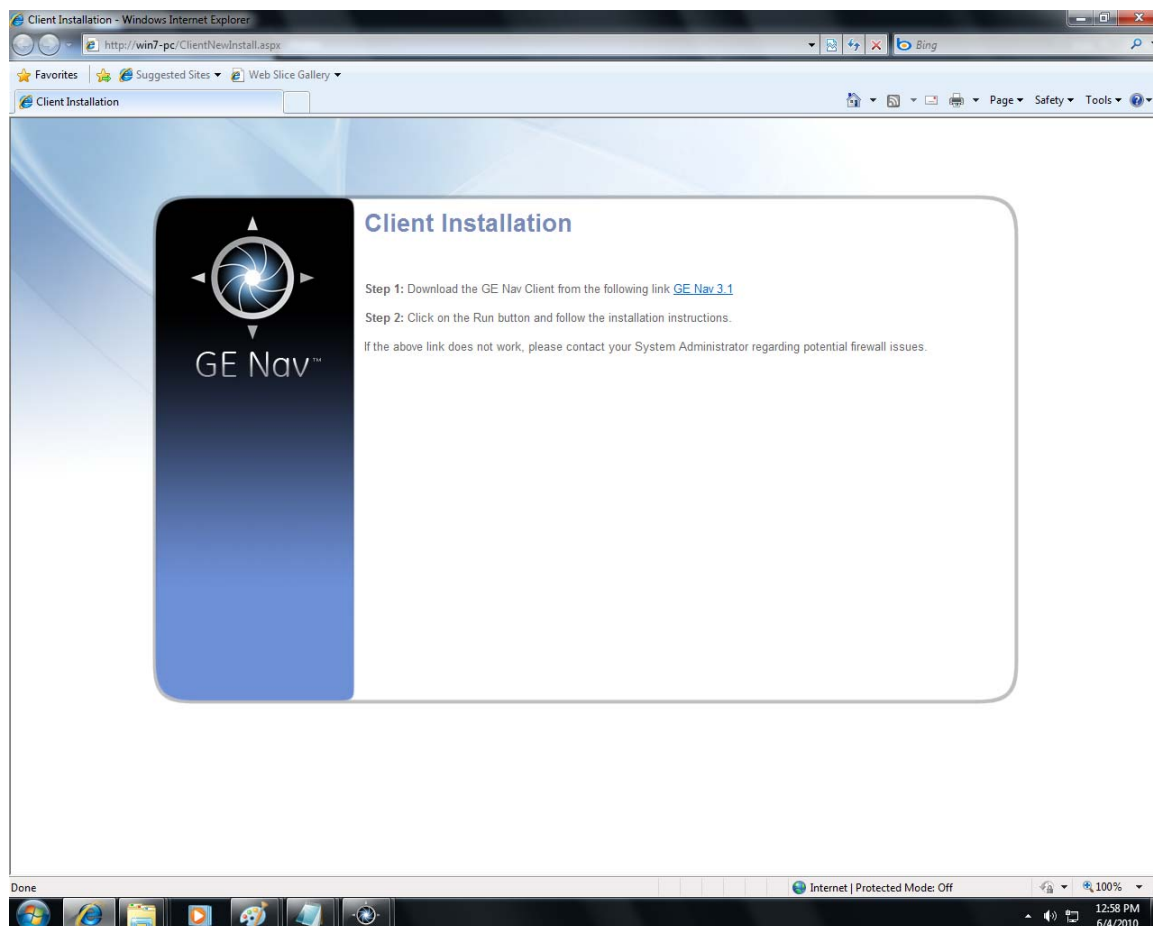 Client Installation - Windows Internet Explorer
http://win7-pc/ClientNewInstall.aspx
Bing
Favorites
Suggested Sites
Web Slice Gallery
Client Installation
Page
Safety
Tools
Client Installation
Step 1: Download the GE Nav Client from the following link GE Nav 3.1
Step 2: Click on the Run button and follow the installation instructions.
If the above link does not work, please contact your System Administrator regarding potential firewall issues.
GE Nav™
Done
Internet | Protected Mode: Off
100%
12:58 PM
6/4/2010